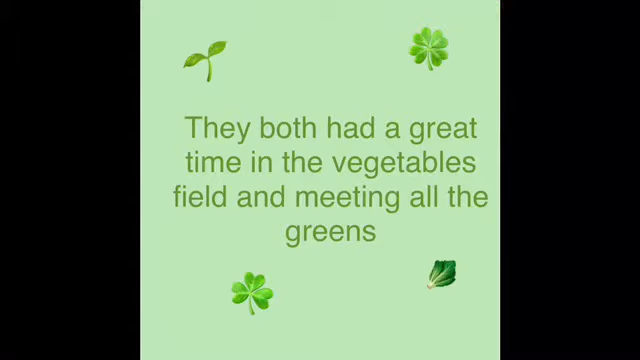 They both had a great
time in the vegetables
field and meeting all the
greens